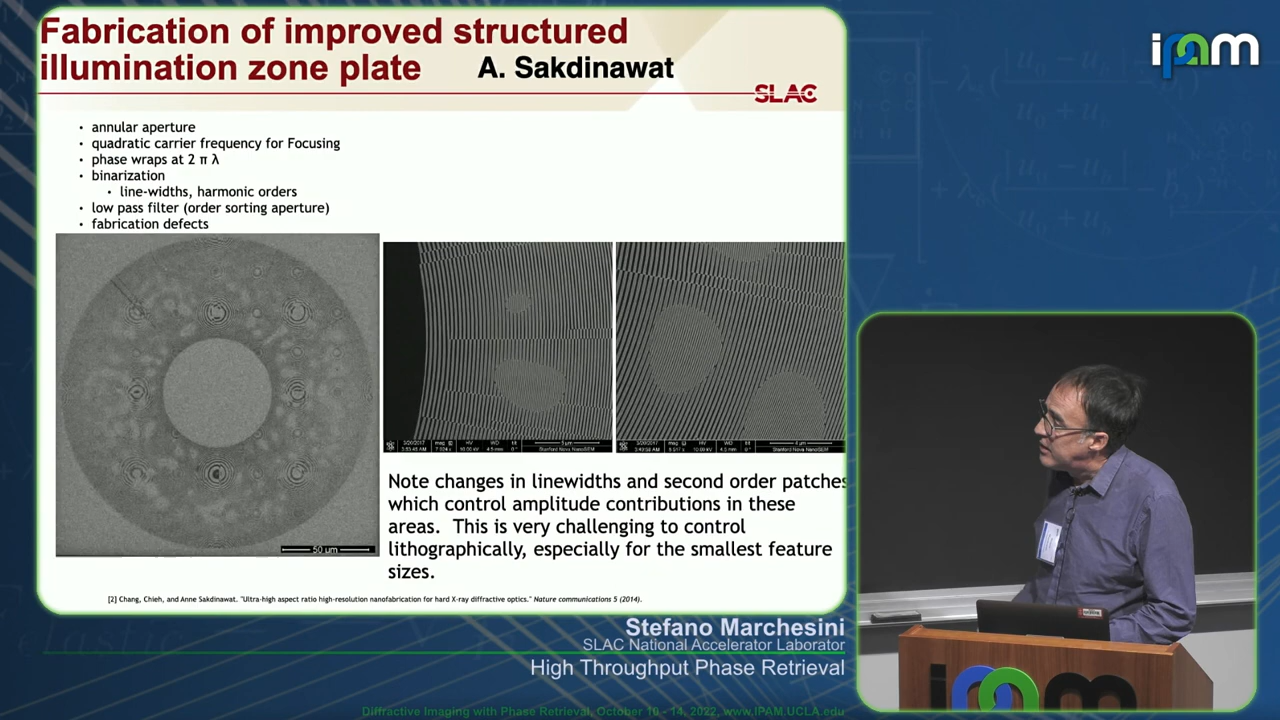 Fabrication of improved structured
illumination zone plate
A. Sakdinawat
SLAC
ipam
• annular aperture
• quadratic carrier frequency for Focusing
• phase wraps at 2 π λ
• binarization
• line-widths, harmonic orders
• low pass filter (order sorting aperture)
• fabrication defects
50 µm
Note changes in linewidths and second order patches
which control amplitude contributions in these
areas. This is very challenging to control
lithographically, especially for the smallest feature
sizes.
[2] Chang, Chieh, and Anne Sakdinawat. "Ultra-high aspect ratio high-resolution nanofabrication for hard X-ray diffractive optics." Nature communications 5 (2014).
Stefano Marchesini
SLAC National Accelerator Laborator
High Throughput Phase Retrieval
Diffractive Imaging with Phase Retrieval, October 10 - 14, 2022, www.IPAM.UCLA.edu